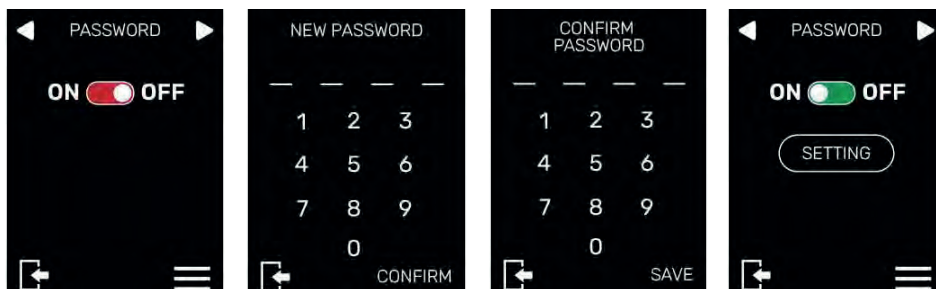 PASSWORD
ON OFF
NEW PASSWORD
1 2 3
4 5 6
7 8 9
0
CONFIRM
CONFIRM
PASSWORD
1 2 3
4 5 6
7 8 9
0
SAVE
PASSWORD
ON OFF
SETTING